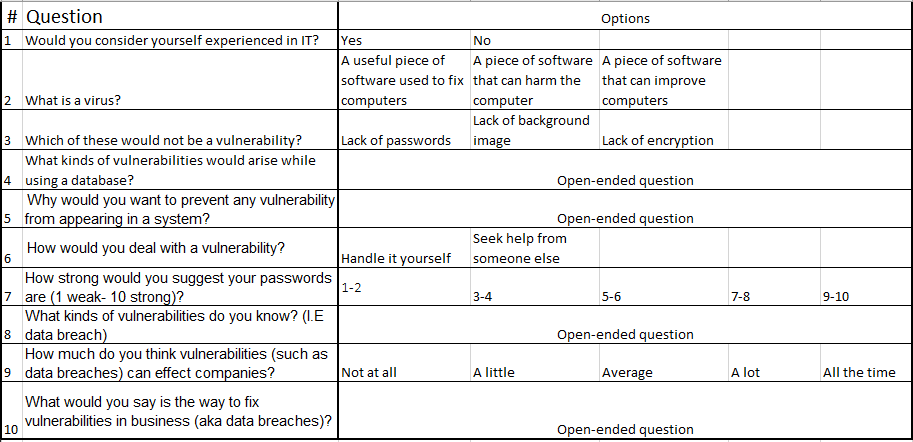 # Question Options
1 Would you consider yourself experienced in IT? Yes No
A useful piece of A piece of software A piece of software
software used to fix that can harm the that can improve
2 What is a virus? computers computer computers
Lack of background
3 Which of these would not be a vulnerability? Lack of passwords image Lack of encryption
What kinds of vulnerabilities would arise while
4 using a database? Open-ended question
Why would you want to prevent any vulnerability
5 from appearing in a system? Open-ended question
Seek help from
How would you deal with a vulnerability?
6 Handle it yourself someone else
How strong would you suggest your passwords
1-2
7 are (1 weak- 10 strong)? 3-4 5-6 7-8 9-10
What kinds of vulnerabilities do you know? (I.E
8 data breach) Open-ended question
How much do you think vulnerabilities (such as
9 data breaches) can effect companies? Not at all A little Average A lot All the time
What would you say is the way to fix
vulnerabilities in business (aka data breaches)?
10 Open-ended question